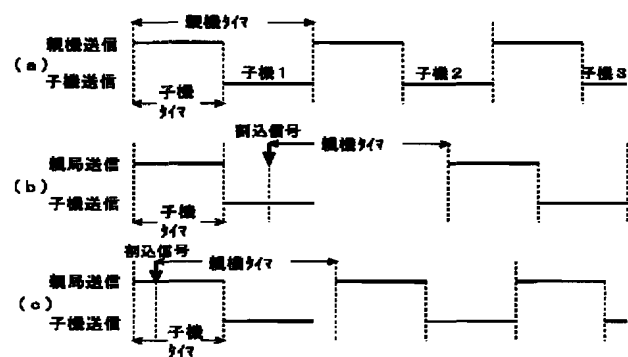 親機タイマ
親機送信
(a)
子機1
子機2
子機3
子機送信
子機
タイマ
割込信号
親機タイマ
親局送信
(b)
子機送信
子機
タイマ
割込信号
親機タイマ
親局送信
(c)
子機送信
子機
タイマ